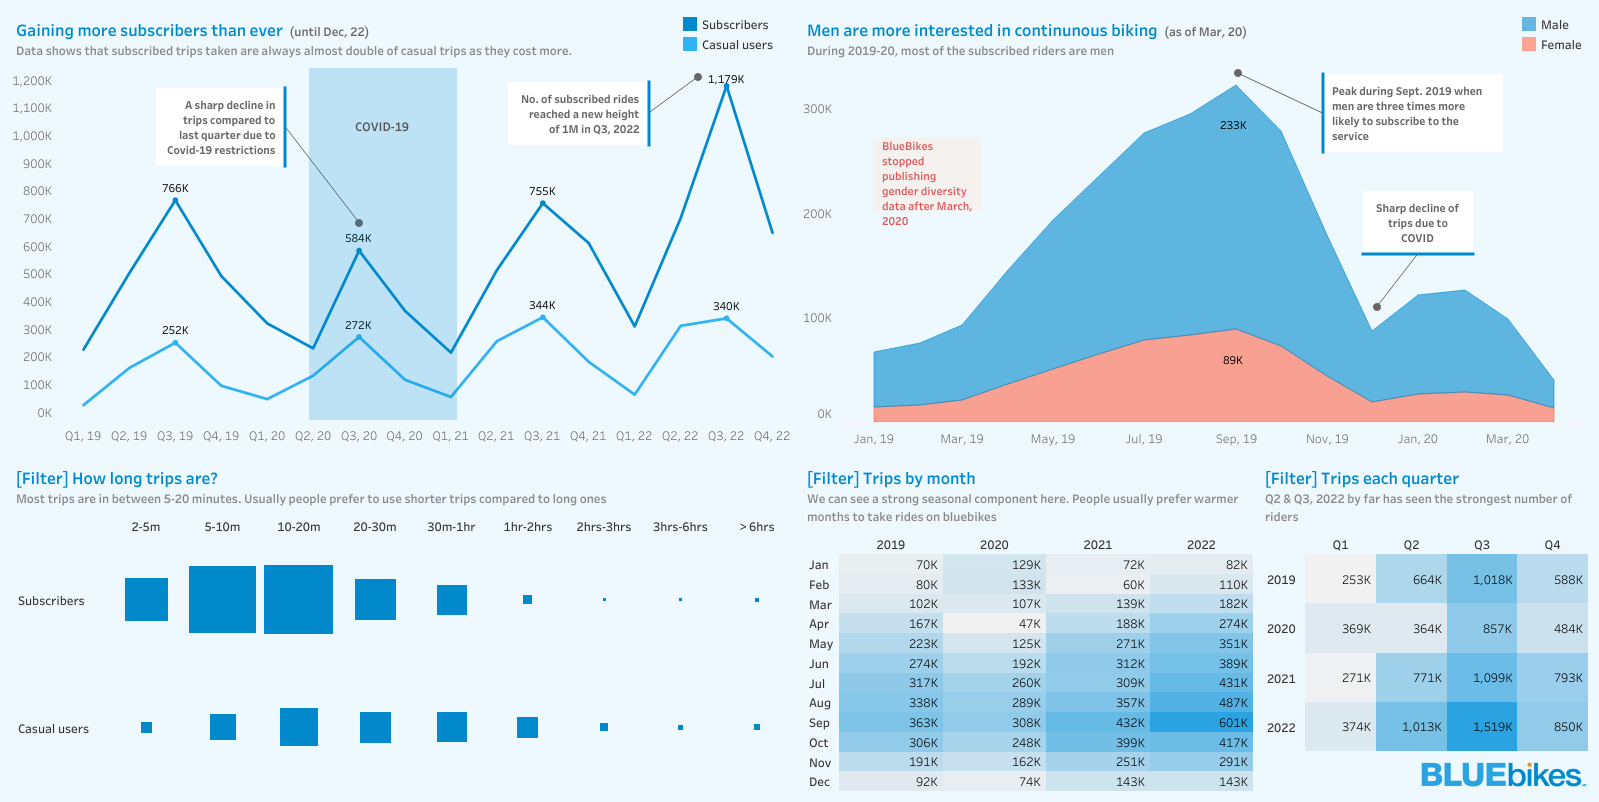 Gaining more subscribers than ever (until Dec, 22)
Data shows that subscribed trips taken are always almost double of casual trips as they cost more.
Subscribers
Casual users
1,200K
1,100K
1,000K
900K
800K
700K
600K
500K
400K
300K
200K
100K
0K
A sharp decline in
trips compared to
last quarter due to
Covid-19 restrictions
COVID-19
No. of subscribed rides
reached a new height
of 1M in Q3, 2022
1,179K
766K
584K
755K
252K
272K
344K
340K
Q1, 19 Q2, 19 Q3, 19 Q4, 19 Q1, 20 Q2, 20 Q3, 20 Q4, 20 Q1, 21 Q2, 21 Q3, 21 Q4, 21 Q1, 22 Q2, 22 Q3, 22 Q4, 22
Men are more interested in continunous biking (as of Mar, 20)
During 2019-20, most of the subscribed riders are men
Male
Female
300K
200K
100K
0K
BlueBikes
stopped
publishing
gender diversity
data after March,
2020
233K
89K
Peak during Sept. 2019 when
men are three times more
likely to subscribe to the
service
Sharp decline of
trips due to
COVID
Jan, 19 Mar, 19 May, 19 Jul, 19 Sep, 19 Nov, 19 Jan, 20 Mar, 20
[Filter] How long trips are?
Most trips are in between 5-20 minutes. Usually people prefer to use shorter trips compared to long ones
2-5m 5-10m 10-20m 20-30m 30m-1hr 1hr-2hrs 2hrs-3hrs 3hrs-6hrs > 6hrs
Subscribers
Casual users
[Filter] Trips by month
We can see a strong seasonal component here. People usually prefer warmer
months to take rides on bluebikes
2019 2020 2021 2022
Jan 70K 129K 72K 82K
Feb 80K 133K 60K 110K
Mar 102K 107K 139K 182K
Apr 167K 47K 188K 274K
May 223K 125K 271K 351K
Jun 274K 192K 312K 389K
Jul 317K 260K 309K 431K
Aug 338K 289K 357K 487K
Sep 363K 308K 432K 601K
Oct 306K 248K 399K 417K
Nov 191K 162K 251K 291K
Dec 92K 74K 143K 143K
[Filter] Trips each quarter
Q2 & Q3, 2022 by far has seen the strongest number of
riders
Q1 Q2 Q3 Q4
2019 253K 664K 1,018K 588K
2020 369K 364K 857K 484K
2021 271K 771K 1,099K 793K
2022 374K 1,013K 1,519K 850K
BLUEbikes